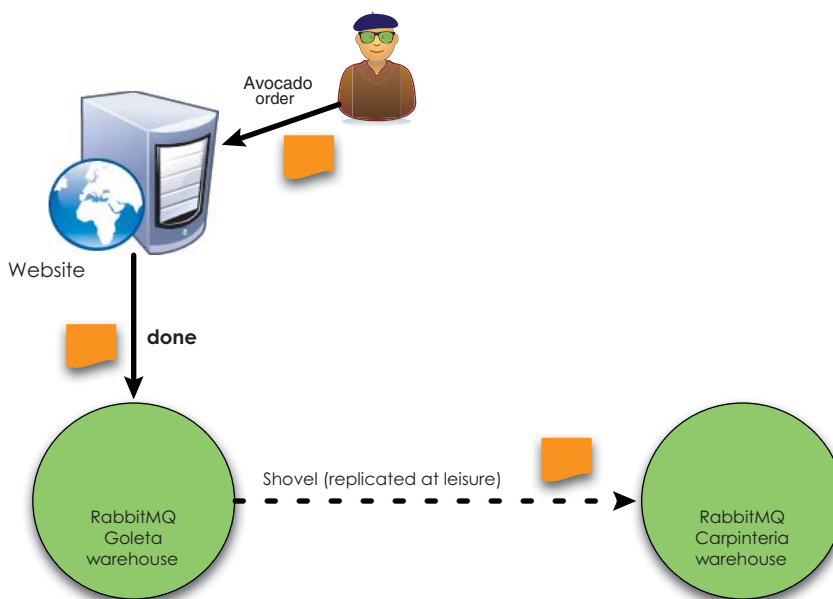 Avocado
order
Website
done
Shovel (replicated at leisure)
RabbitMQ
Goleta
warehouse
RabbitMQ
Carpinteria
warehouse